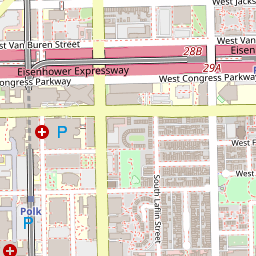 West Jacks
West Van Buren Street
West Van
28B
Eisen
Eisenhower Expressway
29A
Congress Parkway
West Congress Parkway
P
West F
West
South Laflin Street
Polk
P